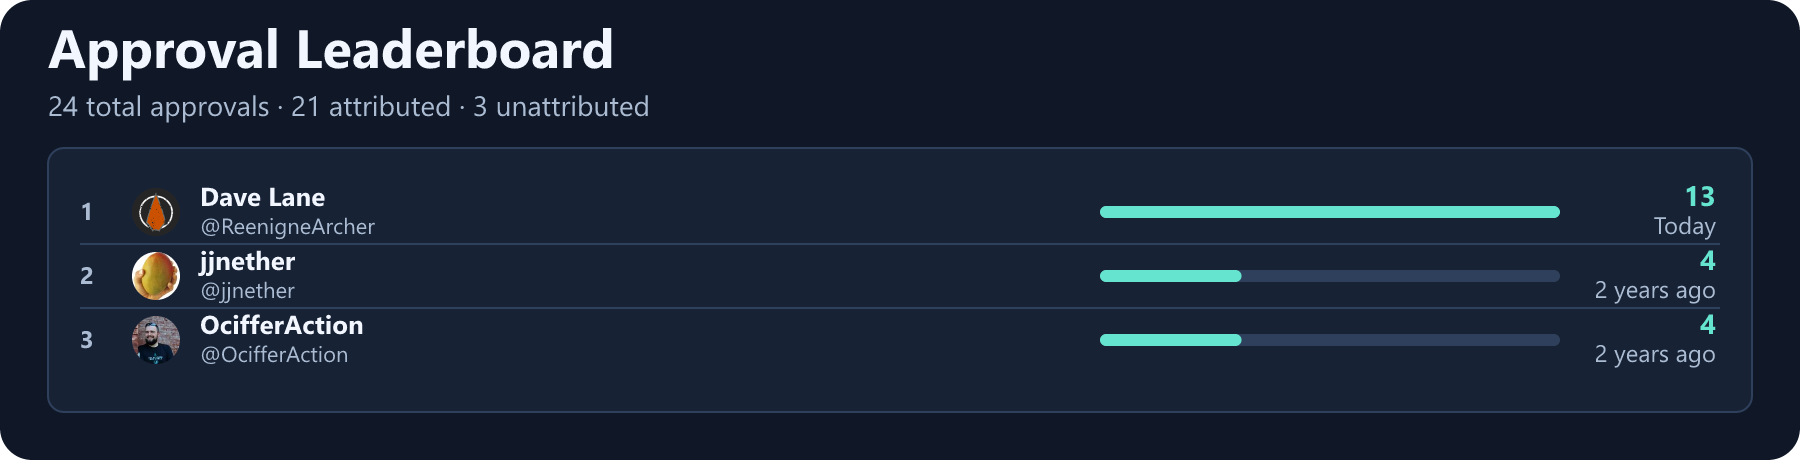 Approval Leaderboard
24 total approvals · 21 attributed · 3 unattributed
1
Dave Lane
@ReenigneArcher
13
Today
2
jjnether
@jjnether
4
2 years ago
3
OcifferAction
@OcifferAction
4
2 years ago